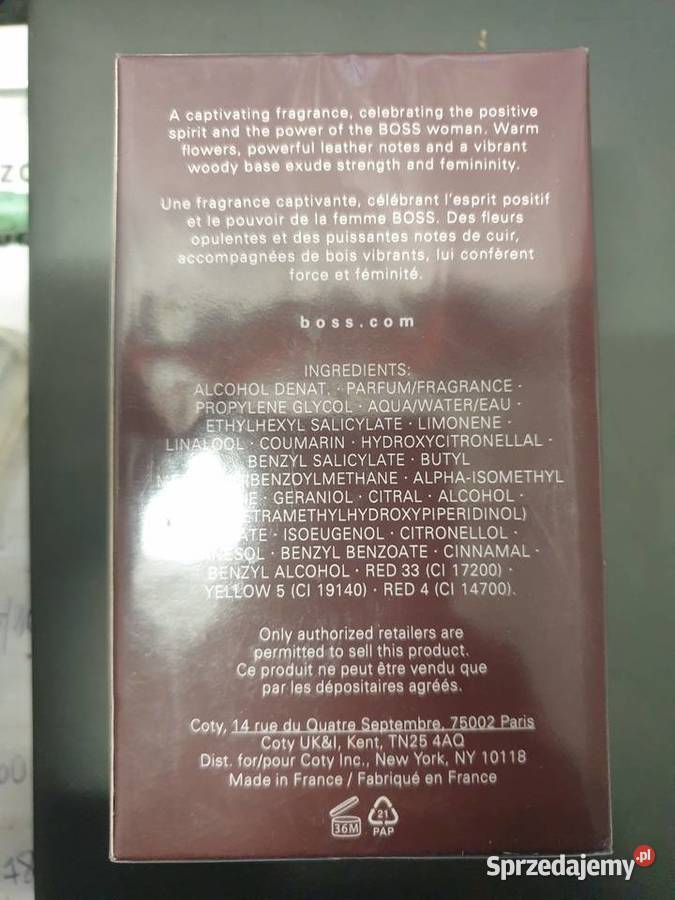 A captivating fragrance, celebrating the positive
spirit and the power of the BOSS woman. Warm
flowers, powerful leather notes and a vibrant
woody base exude strength and femininity.
Une fragrance captivante, célébrant l'esprit positif
et le pouvoir de la femme BOSS. Des fleurs
opulentes et des puissantes notes de cuir,
accompagnées de bois vibrants, lui confèrent
force et féminité.
boss.com
INGREDIENTS:
ALCOHOL DENAT. · PARFUM/FRAGRANCE ·
PROPYLENE GLYCOL · AQUA/WATER/EAU ·
ETHYLHEXYL SALICYLATE · LIMONENE ·
LINALOOL · COUMARIN · HYDROXYCITRONELLAL ·
BENZYL SALICYLATE · BUTYL
ALPHA-ISOMETHYL
· GERANIOL · CITRAL · ALCOHOL ·
· ISOEUGENOL · CITRONELLOL ·
· BENZYL BENZOATE · CINNAMAL ·
BENZYL ALCOHOL · RED 33 (CI 17200) ·
YELLOW 5 (CI 19140) · RED 4 (CI 14700).
Only authorized retailers are
permitted to sell this product.
Ce produit ne peut être vendu que
par les dépositaires agréés.
Coty, 14 rue du Quatre Septembre, 75002 Paris
Coty UK&I, Kent, TN25 4AQ
Dist. for/pour Coty Inc., New York, NY 10118
Made in France / Fabriqué en France
36M
21
PAP
Sprzedajemy.pl